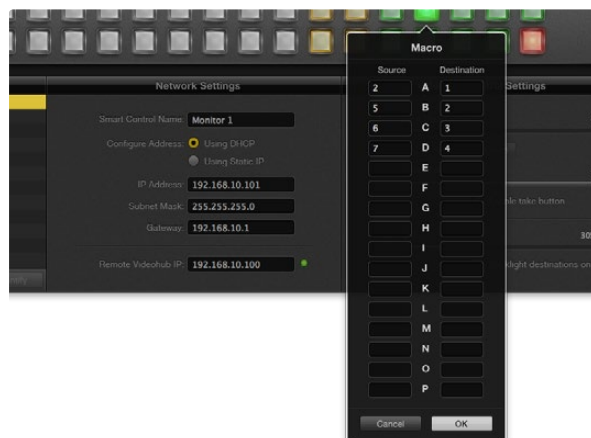 Macro
Source Destination
2 A 1
5 B 2
6 C 3
7 D 4
E
F
G
H
I
J
K
L
M
N
O
P
Cancel OK
Network Settings
Smart Control Name: Monitor 1
Configure Address: Using DHCP
Using Static IP
IP Address: 192.168.10.101
Subnet Mask: 255.255.255.0
Gateway: 192.168.10.1
Remote Videohub IP: 192.168.10.100
Settings
ble take button
klight destinations on